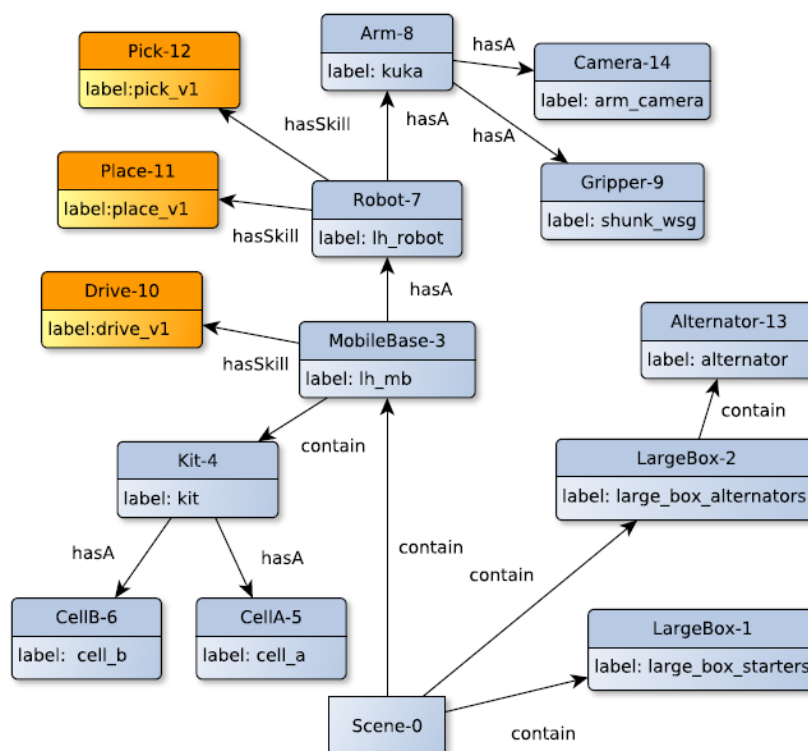 Arm-8
label: kuka
Pick-12
label:pick_v1
hasA
Camera-14
label: arm_camera
hasSkill
hasA
hasA
Place-11
label:place_v1
Robot-7
label: lh_robot
Gripper-9
label: shunk_wsg
hasSkill
Drive-10
label:drive_v1
hasA
Alternator-13
label: alternator
MobileBase-3
label: lh_mb
hasSkill
contain
Kit-4
label: kit
contain
LargeBox-2
label: large_box_alternators
hasA
hasA
contain
contain
CellB-6
label: cell_b
CellA-5
label: cell_a
LargeBox-1
label: large_box_starters
Scene-0
contain